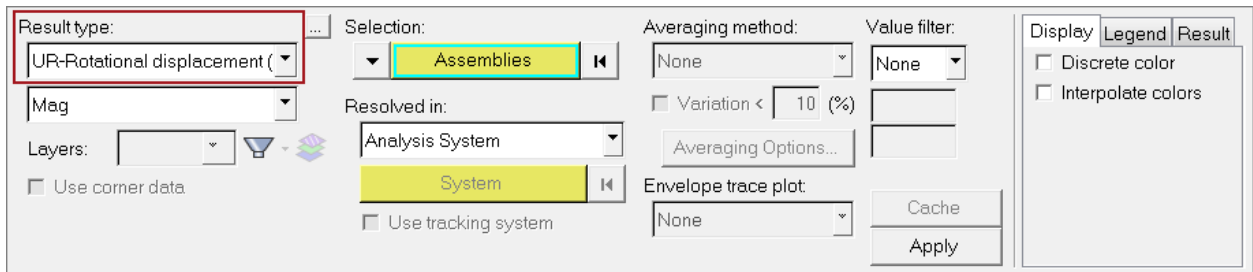 Result type:
...
UR-Rotational displacement (
Mag
Layers:
Use corner data
Selection:
Assemblies
Resolved in:
Analysis System
System
Use tracking system
Averaging method:
None
Variation < 10 (%)
Averaging Options...
Envelope trace plot:
None
Value filter:
None
Cache
Apply
Display Legend Result
Discrete color
Interpolate colors